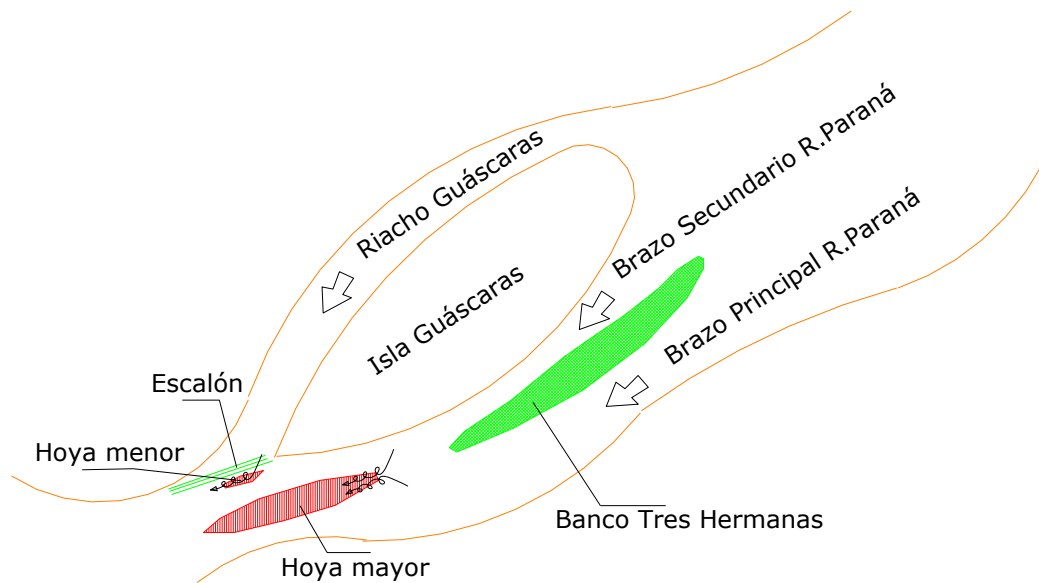 Riacho Guáscaras
Brazo Secundario R.Paraná
Brazo Principal R.Paraná
Isla Guáscaras
Escalón
Hoya menor
Banco Tres Hermanas
Hoya mayor